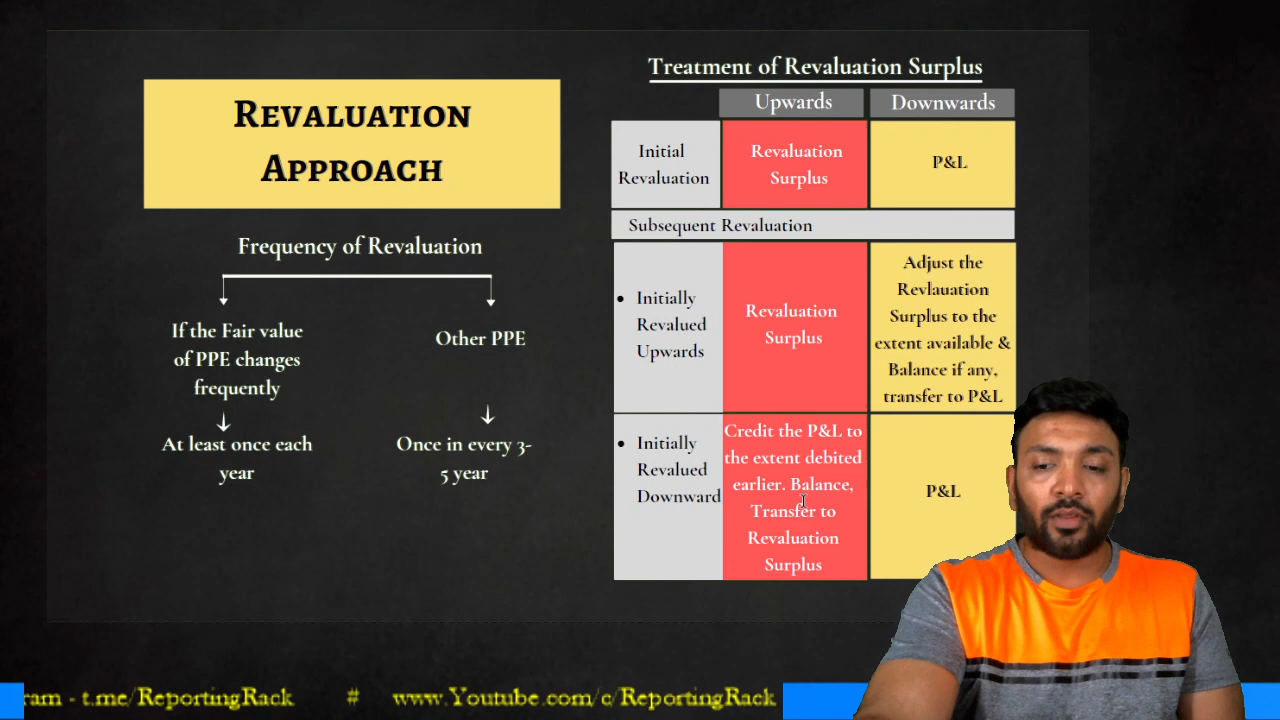 REVALUATION
APPROACH
Frequency of Revaluation
If the Fair value
of PPE changes
frequently
At least once each
year
Other PPE
Once in every 3-
5 year
Treatment of Revaluation Surplus
Upwards
Downwards
Initial
Revaluation
Revaluation
Surplus
P&L
Subsequent Revaluation
• Initially
Revalued
Upwards
Revaluation
Surplus
Adjust the
Revlauation
Surplus to the
extent available &
Balance if any,
transfer to P&L
• Initially
Revalued
Downward
Credit the P&L to
the extent debited
earlier. Balance,
Transfer to
Revaluation
Surplus
P&L
ram - t.me/ReportingRack # www.Youtube.com/c/ReportingRack